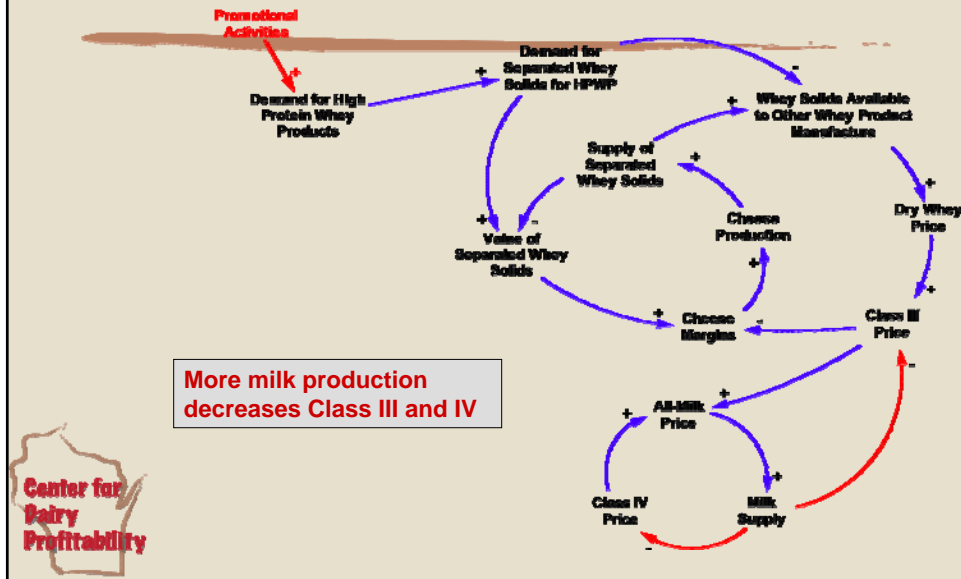 Promotional
Activities
+
Demand for High
Protein Whey
Products
+
Demand for
Separated Whey
Solids for HPWP
-
Whey Solids Available
to Other Whey Product
Manufacture
+
Supply of
Separated
Whey Solids
+
+
Dry Whey
Price
+
-
Value of
Separated Whey
Solids
Cheese
Production
+
+
Cheese
Margins
-
+
Class III
Price
-
More milk production
decreases Class III and IV
+
All-Milk
Price
+
+
Class IV
Price
Milk
Supply
-
Center for
Dairy
Profitability